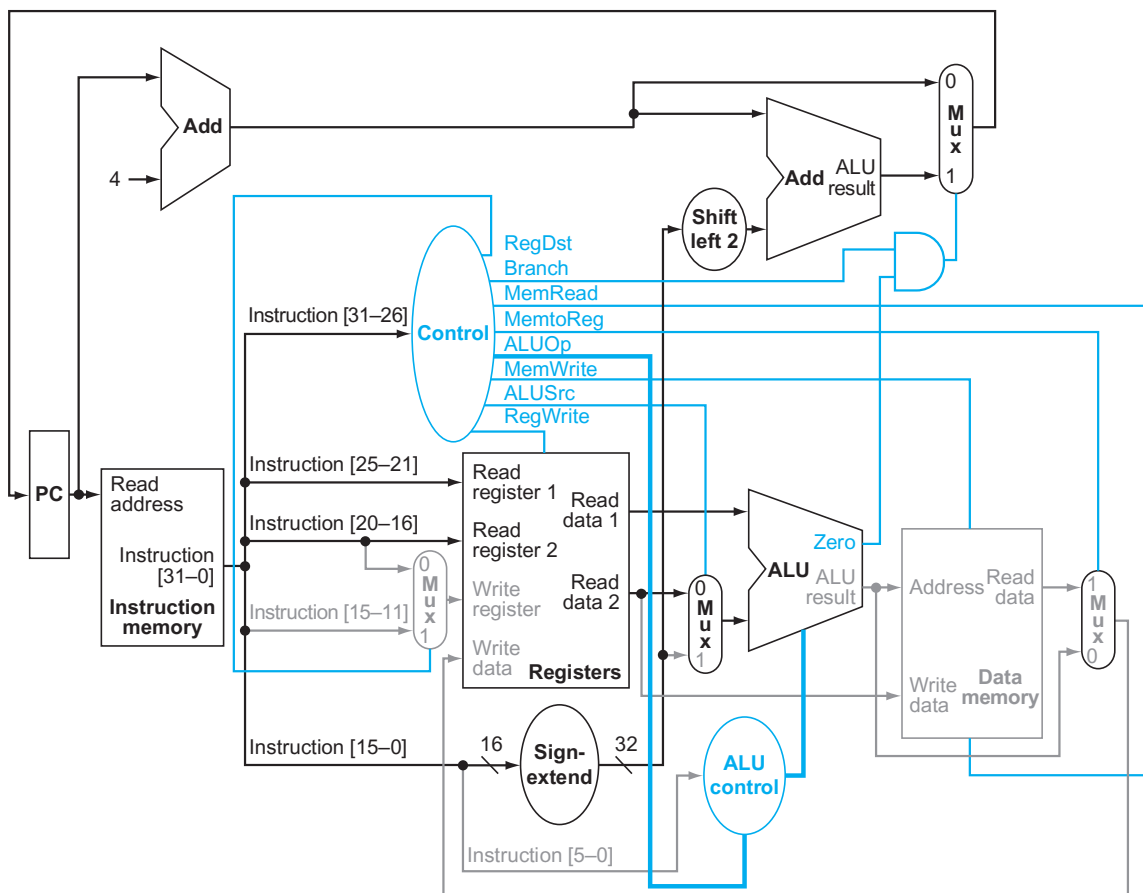 0
M
u
x
1
Add
4
Add
ALU
result
Shift
left 2
RegDst
Branch
MemRead
MemtoReg
ALUOp
MemWrite
ALUSrc
RegWrite
Control
Instruction [31–26]
Instruction [25–21]
Instruction [20–16]
Instruction [15–11]
Instruction [15–0]
Instruction [5–0]
PC
Read
address
Instruction
[31–0]
Instruction
memory
0
M
u
x
1
Read
register 1
Read
register 2
Write
register
Write
data
Read
data 1
Read
data 2
Registers
0
M
u
x
1
Zero
ALU
ALU
result
Address
Read
data
Write
data
Data
memory
1
M
u
x
0
16
Sign-
extend
32
ALU
control